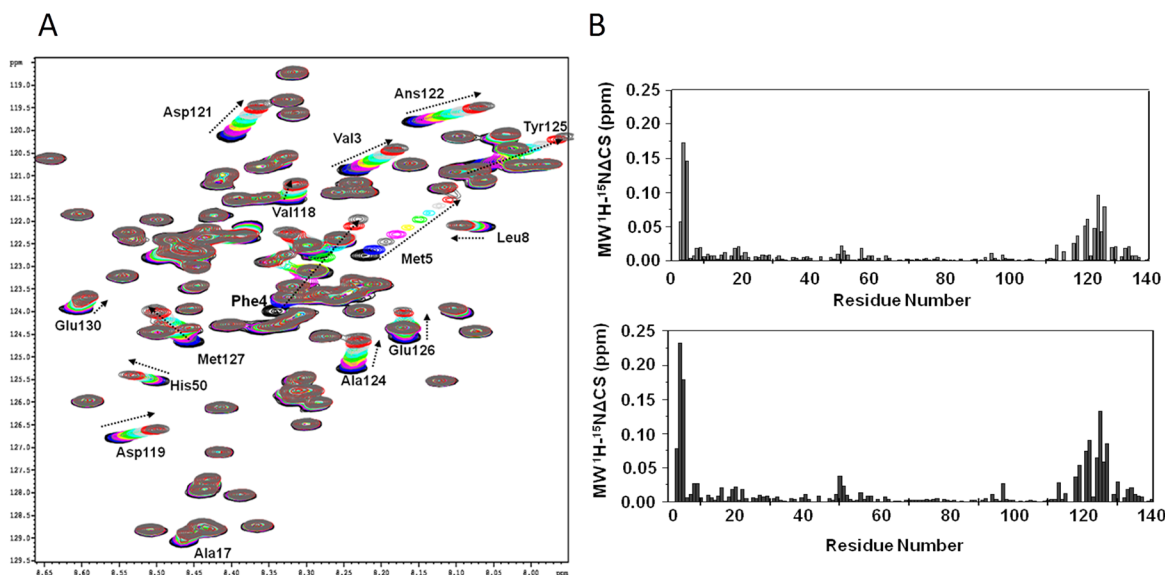 A
B
ppm
119.0
119.5
120.0
120.5
121.0
121.5
122.0
122.5
123.0
123.5
124.0
124.5
125.0
125.5
126.0
126.5
127.0
127.5
128.0
128.5
129.0
Asp121
Ans122
Val3
Tyr125
Val118
Leu8
Met5
Phe4
Glu130
Met127
Glu126
Ala124
His50
Asp119
Ala17
8.65 8.60 8.55 8.50 8.45 8.40 8.35 8.30 8.25 8.20 8.15 8.10 8.05 8.00 ppm
MW¹H-¹⁵NΔCS (ppm)
0.25
0.20
0.15
0.10
0.05
0.00
0 20 40 60 80 100 120 140
Residue Number
MW¹H-¹⁵NΔCS (ppm)
0.25
0.20
0.15
0.10
0.05
0.00
0 20 40 60 80 100 120 140
Residue Number